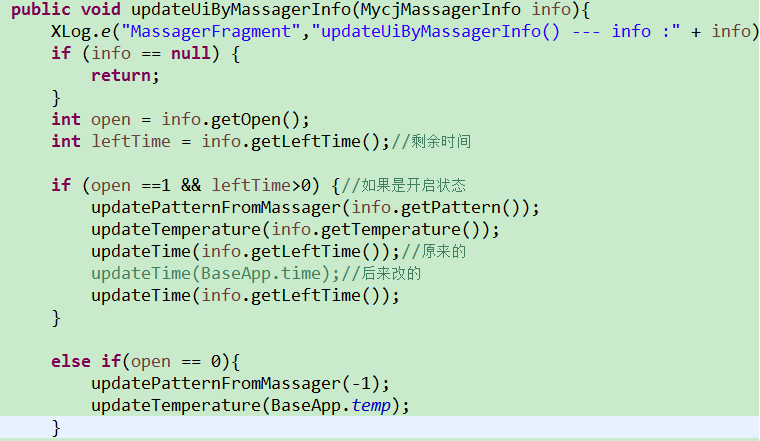 public void updateUiByMassagerInfo(MycjMassagerInfo info){
XLog.e("MassagerFragment","updateUiByMassagerInfo() --- info :" + info)
if (info == null) {
return;
}
int open = info.getOpen();
int leftTime = info.getLeftTime();//剩余时间
if (open ==1 && leftTime>0) {//如果是开启状态
updatePatternFromMassager(info.getPattern());
updateTemperature(info.getTemperature());
updateTime(info.getLeftTime());//原来的
updateTime(BaseApp.time);//后来改的
updateTime(info.getLeftTime());
}
else if(open == 0){
updatePatternFromMassager(-1);
updateTemperature(BaseApp.temp);
}